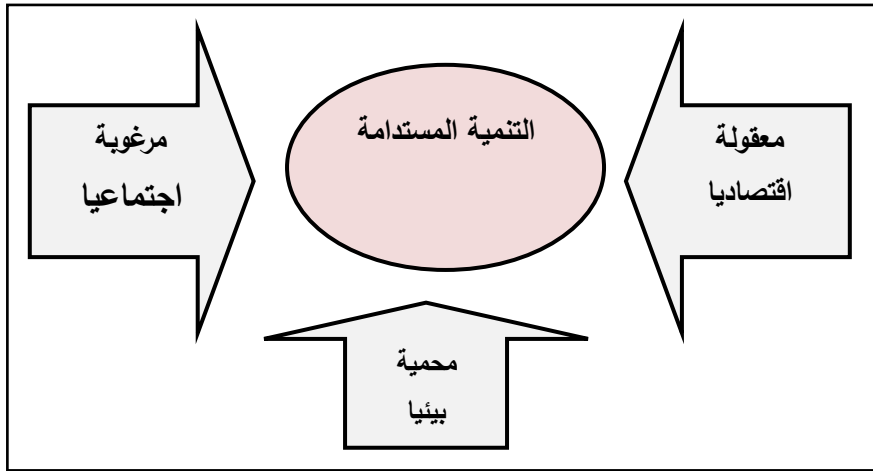 التنمية المستدامة
معقولة
اقتصاديا
مرغوبة
اجتماعيا
محمية
بيئيا